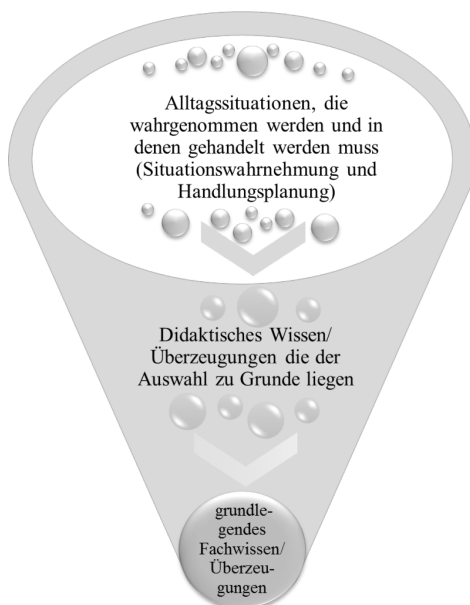 Alltagssituationen, die
wahrgenommen werden und in
denen gehandelt werden muss
(Situationswahrnehmung und
Handlungsplanung)
Didaktisches Wissen/
Überzeugungen die der
Auswahl zu Grunde liegen
grundle-
gendes
Fachwissen/
Überzeu-
gungen